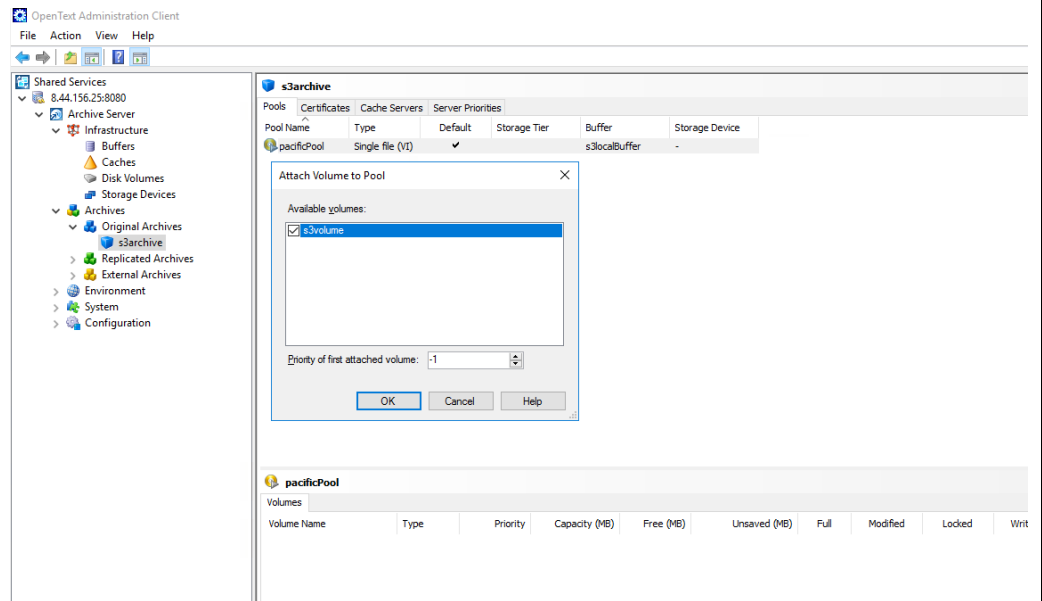 OpenText Administration Client
File Action View Help
Shared Services
8.44.156.25:8080
Archive Server
Infrastructure
Buffers
Caches
Disk Volumes
Storage Devices
Archives
Original Archives
s3archive
Replicated Archives
External Archives
Environment
System
Configuration
s3archive
Pools Certificates Cache Servers Server Priorities
Pool Name Type Default Storage Tier Buffer Storage Device
pacificPool Single file (VI) s3localBuffer -
Attach Volume to Pool
Available volumes:
s3volume
Priority of first attached volume: -1
OK Cancel Help
pacificPool
Volumes
Volume Name Type Priority Capacity (MB) Free (MB) Unsaved (MB) Full Modified Locked Writ